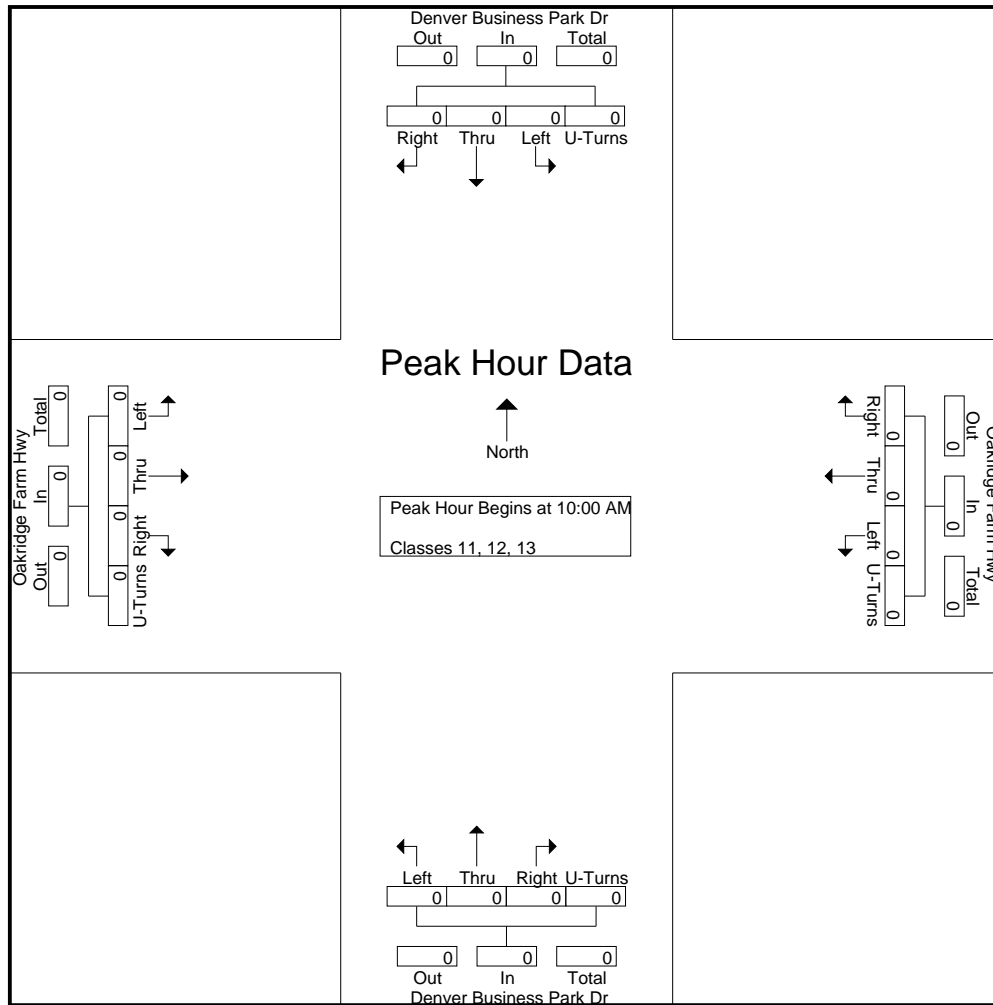 Denver Business Park Dr
Out In Total
0 0 0
0 0 0 0
Right Thru Left U-Turns
Peak Hour Data
North
Peak Hour Begins at 10:00 AM
Classes 11, 12, 13
Oakridge Farm Hwy
Out In Total
0 0 0
0 0 0 0
U-Turns Right Thru Left
Oakridge Farm Hwy
Out In Total
0 0 0
0 0 0 0
Right Thru Left U-Turns
Left Thru Right U-Turns
0 0 0 0
0 0 0
Out In Total
Denver Business Park Dr